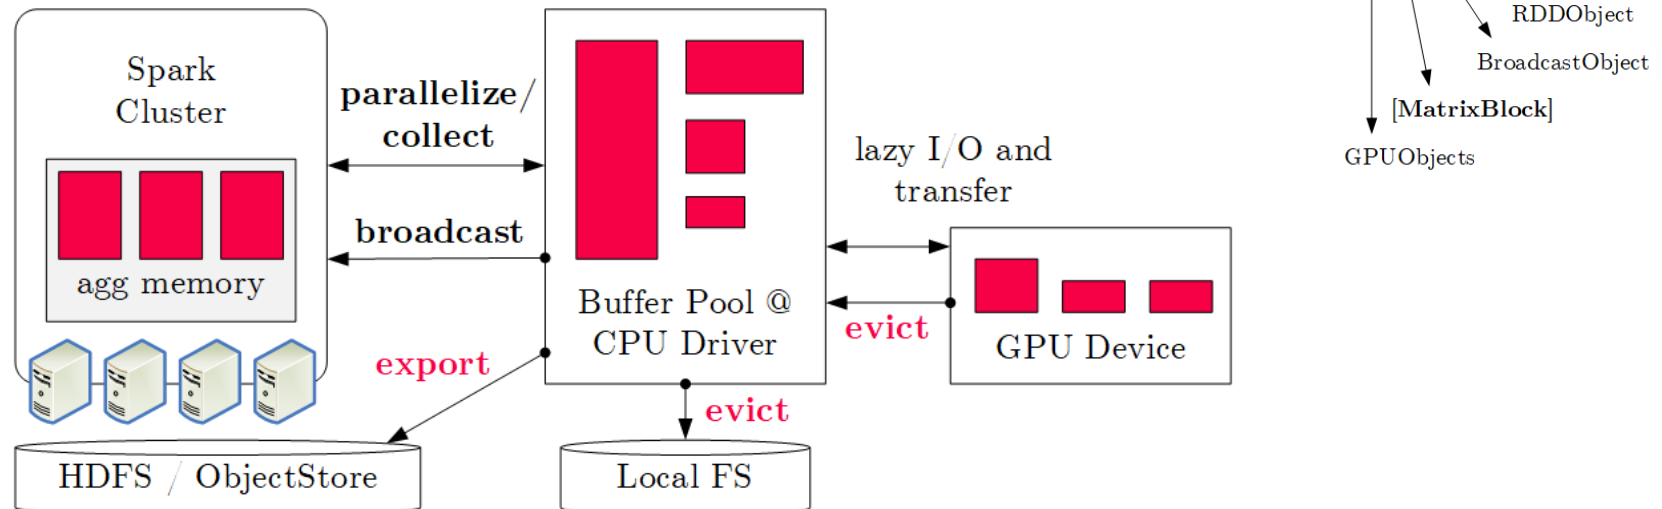 Spark
Cluster
agg memory
parallelize/
collect
broadcast
export
HDFS / ObjectStore
Buffer Pool @
CPU Driver
evict
Local FS
lazy I/O and
transfer
evict
GPU Device
RDDObject
BroadcastObject
[MatrixBlock]
GPUObjects